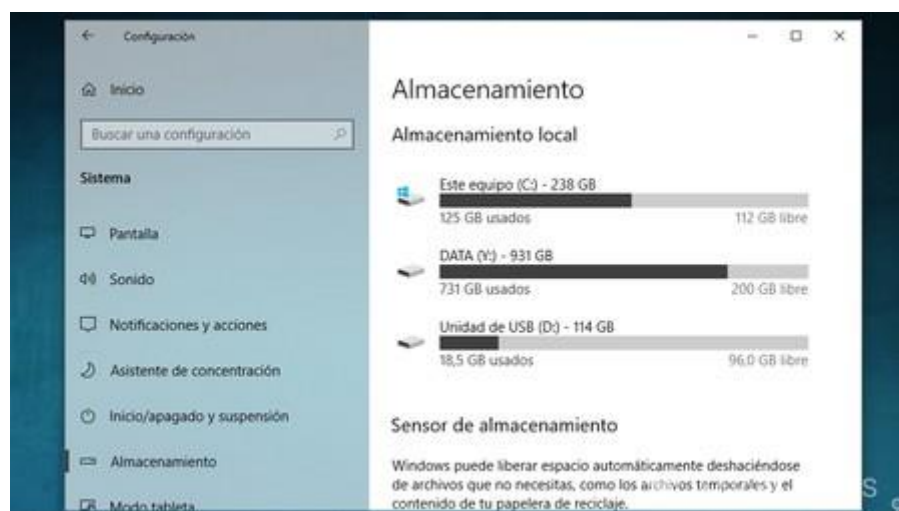 Configuración
Inicio
Buscar una configuración
Sistema
Pantalla
Sonido
Notificaciones y acciones
Asistente de concentración
Inicio/apagado y suspensión
Almacenamiento
Modo tableta
Almacenamiento
Almacenamiento local
Este equipo (C:) - 238 GB
125 GB usados 112 GB libre
DATA (Y:) - 931 GB
731 GB usados 200 GB libre
Unidad de USB (D:) - 114 GB
18,5 GB usados 96,0 GB libre
Sensor de almacenamiento
Windows puede liberar espacio automáticamente deshaciéndose
de archivos que no necesitas, como los archivos temporales y el
contenido de tu papelera de reciclaje.